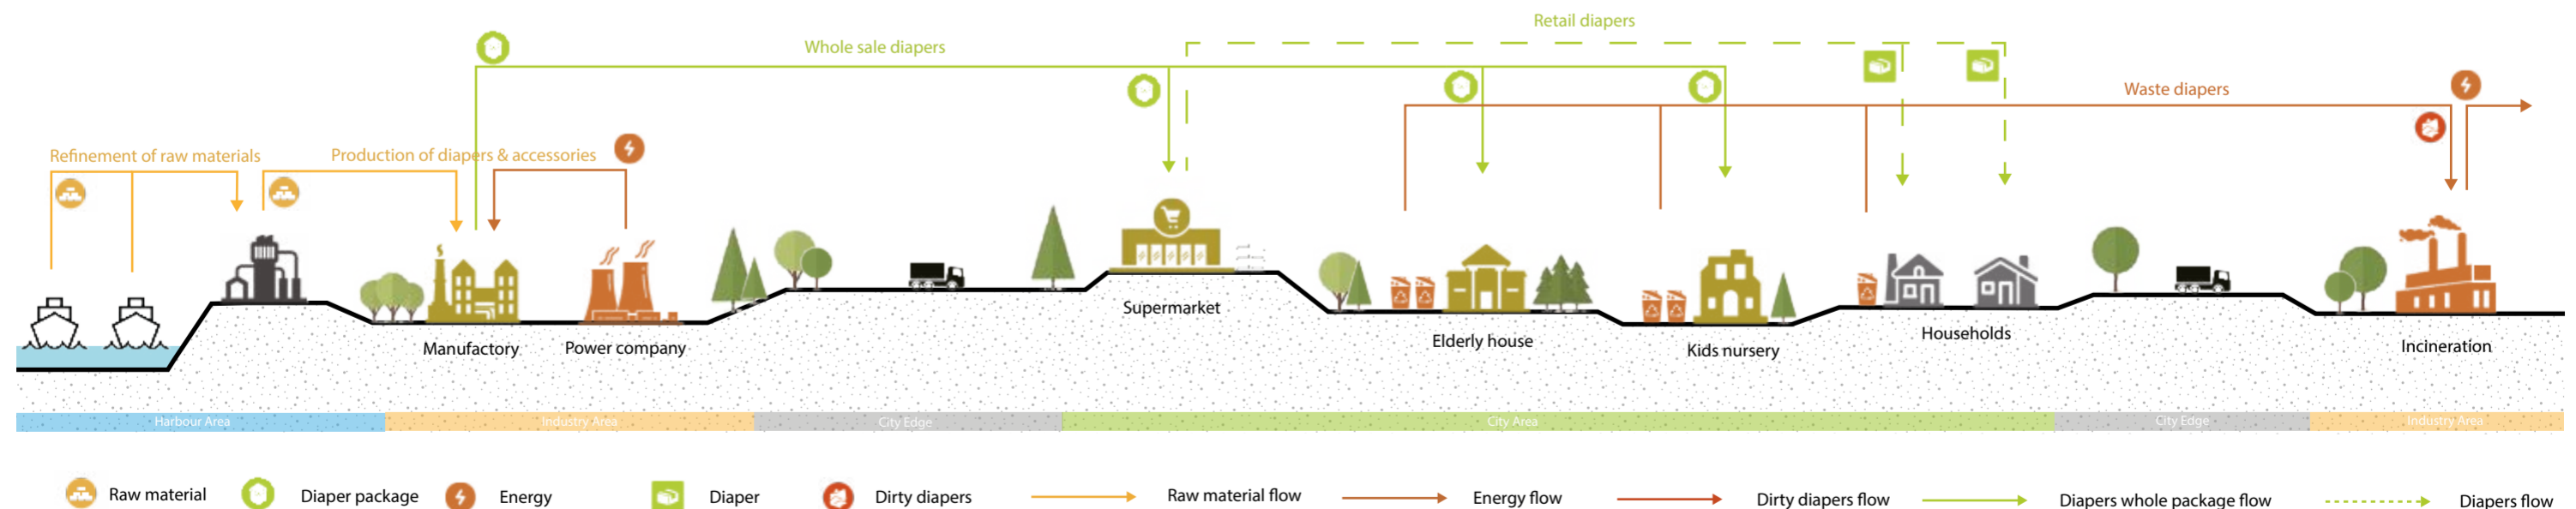 Retail diapers
Whole sale diapers
Waste diapers
Refinement of raw materials
Production of diapers & accessories
Supermarket
Households
Elderly house
Incineration
Manufactory
Power company
Kids nursery
Harbour Area
Industry Area
City Edge
City Area
City Edge
Industry Area
Raw material
Diaper package
Energy
Diaper
Dirty diapers
Raw material flow
Energy flow
Dirty diapers flow
Diapers whole package flow
Diapers flow